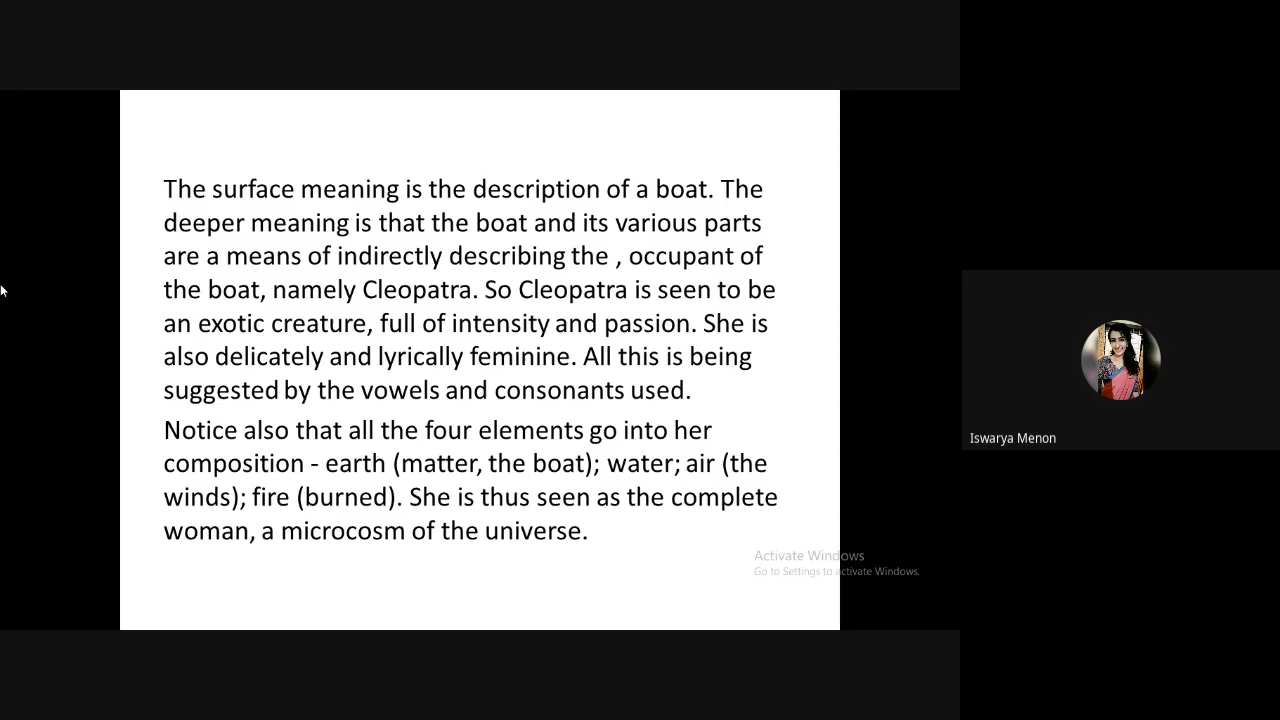 The surface meaning is the description of a boat. The
deeper meaning is that the boat and its various parts
are a means of indirectly describing the , occupant of
the boat, namely Cleopatra. So Cleopatra is seen to be
an exotic creature, full of intensity and passion. She is
also delicately and lyrically feminine. All this is being
suggested by the vowels and consonants used.
Notice also that all the four elements go into her
composition - earth (matter, the boat); water; air (the
winds); fire (burned). She is thus seen as the complete
woman, a microcosm of the universe.
Activate Windows
Go to Settings to activate Windows.
Iswarya Menon